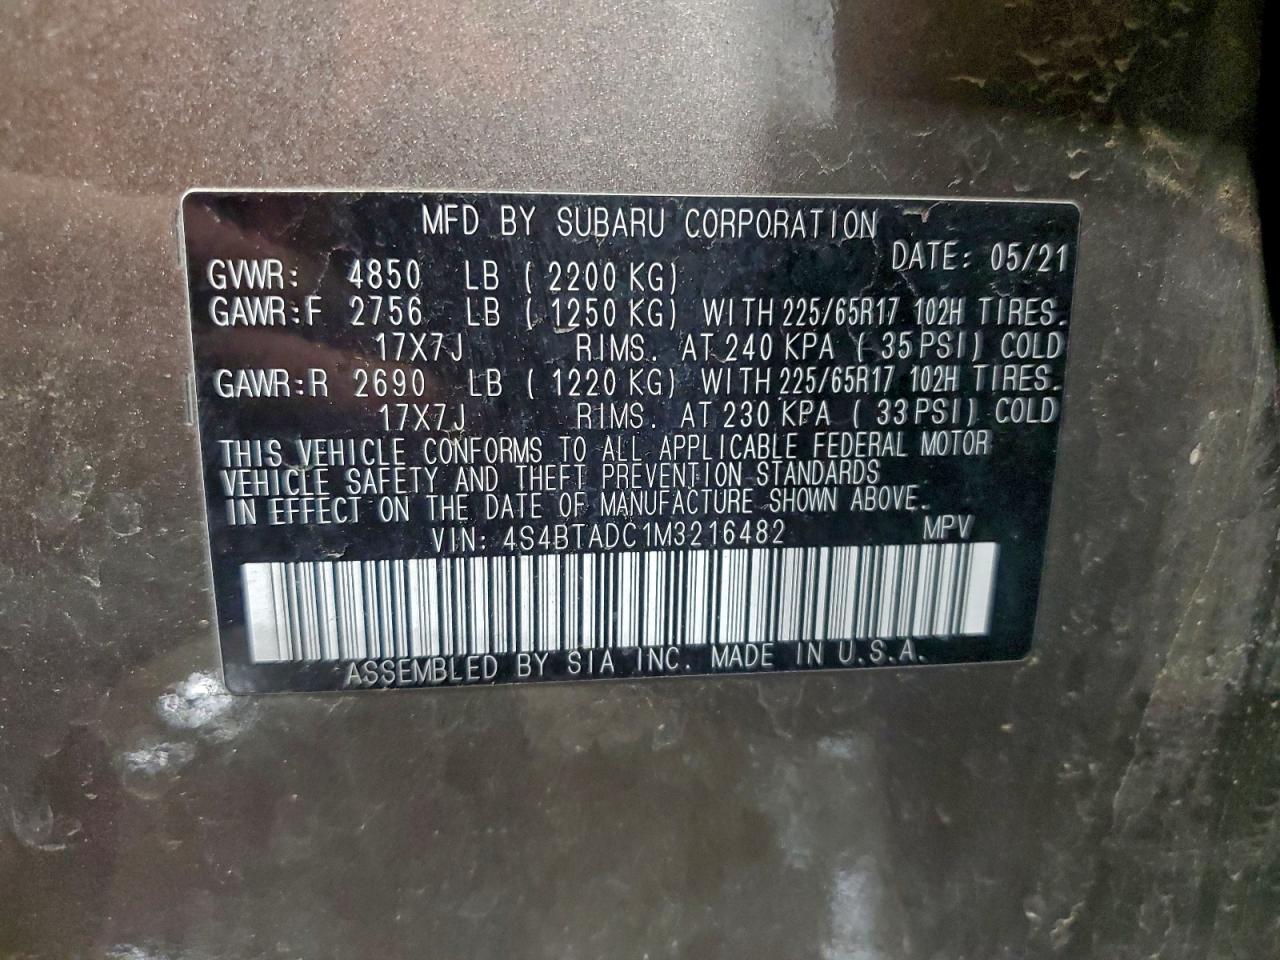 MFD BY SUBARU CORPORATION
DATE: 05/21
GVWR: 4850 LB ( 2200 KG)
GAWR:F 2756 LB ( 1250 KG) WITH 225/65R17 102H TIRES.
17X7J RIMS. AT 240 KPA ( 35 PSI) COLD
GAWR:R 2690 LB ( 1220 KG) WITH 225/65R17 102H TIRES.
17X7J RIMS. AT 230 KPA ( 33 PSI) COLD
THIS VEHICLE CONFORMS TO ALL APPLICABLE FEDERAL MOTOR
VEHICLE SAFETY AND THEFT PREVENTION STANDARDS
IN EFFECT ON THE DATE OF MANUFACTURE SHOWN ABOVE.
VIN: 4S4BTADC1M3216482 MPV
ASSEMBLED BY SIA INC. MADE IN U.S.A.